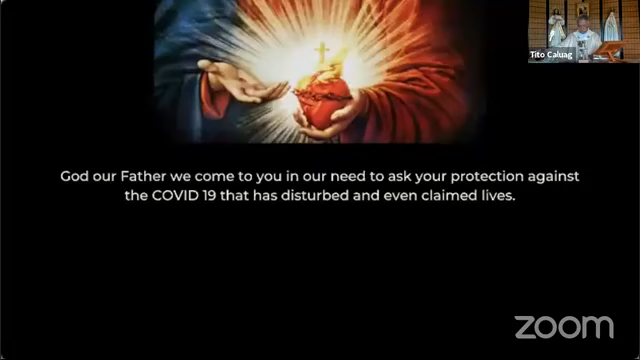 Tito Caluag
God our Father we come to you in our need to ask your protection against
the COVID 19 that has disturbed and even claimed lives.
zoom